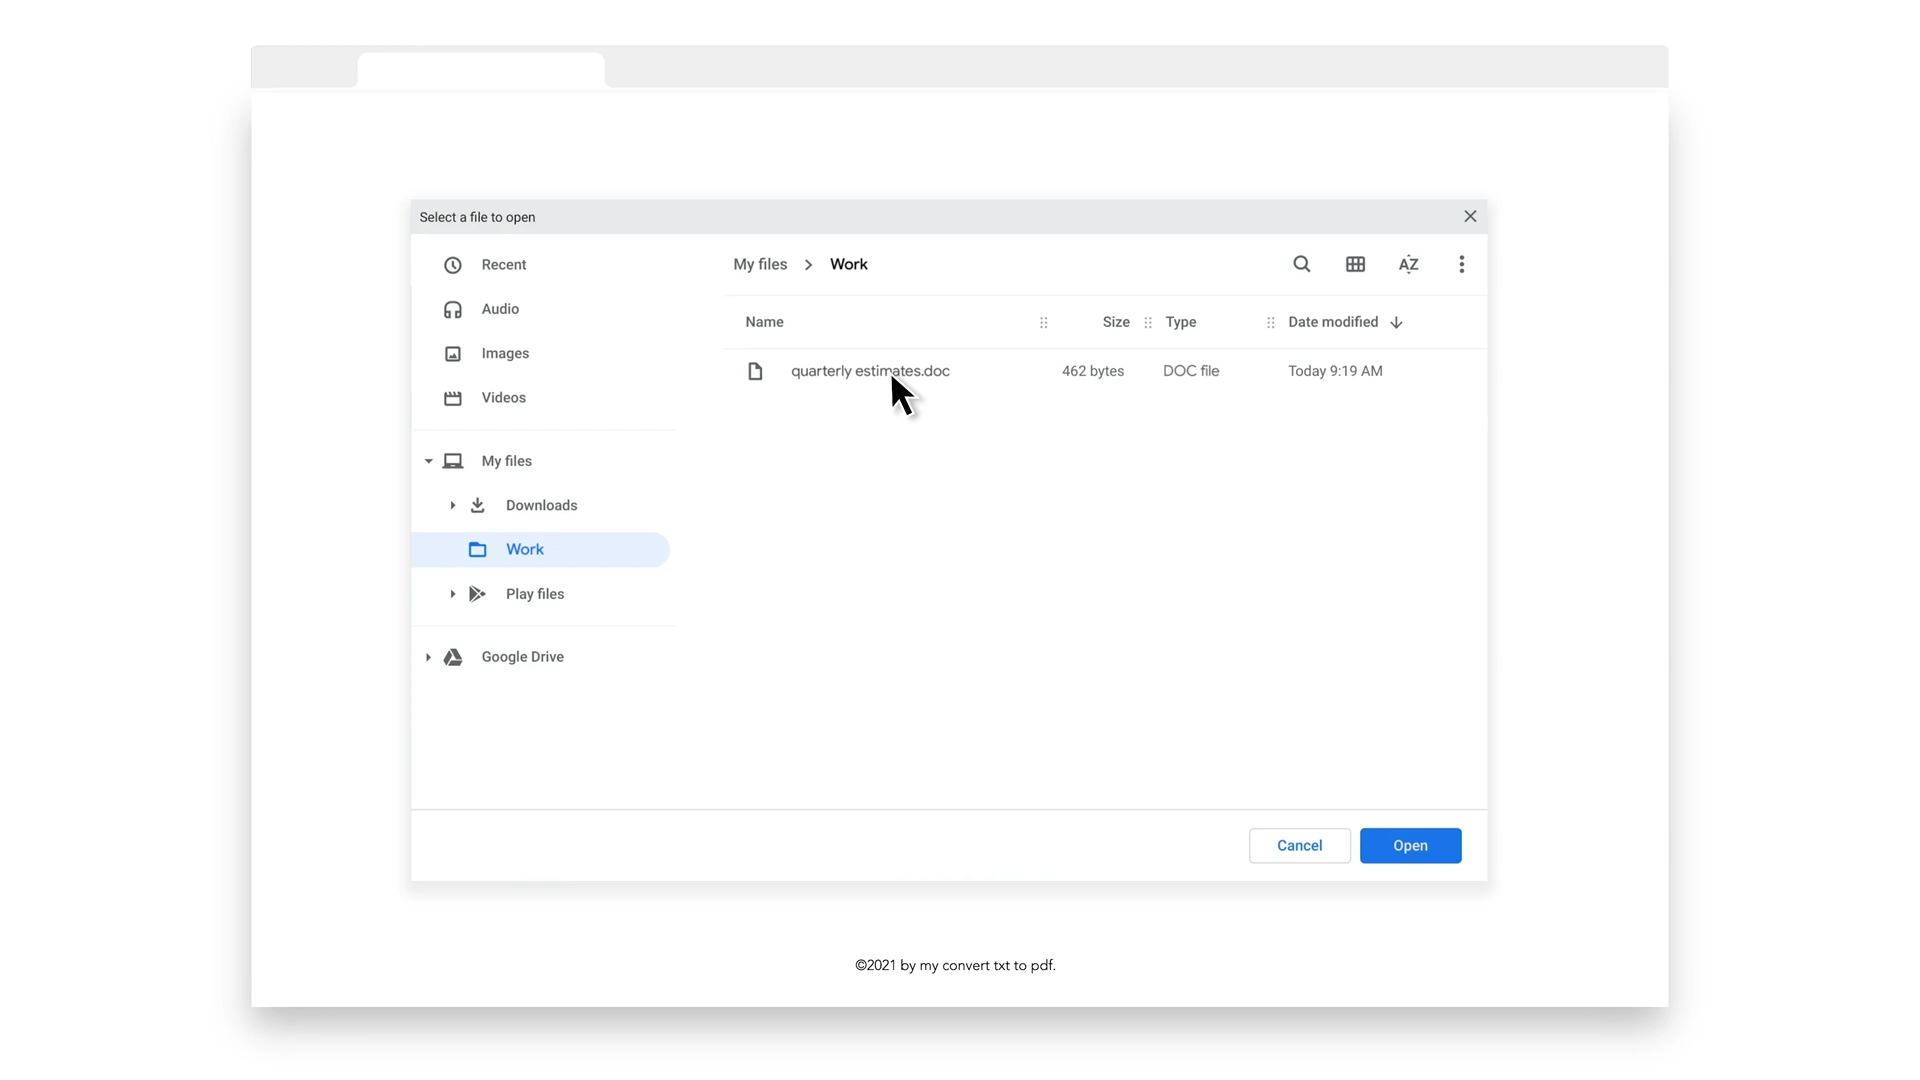 Select a file to open
Recent
Audio
Images
Videos
My files
Downloads
Work
Play files
Google Drive
My files > Work
AZ
Name Size Type Date modified
quarterly estimates.doc 462 bytes DOC file Today 9:19 AM
Cancel Open
©2021 by my convert txt to pdf.